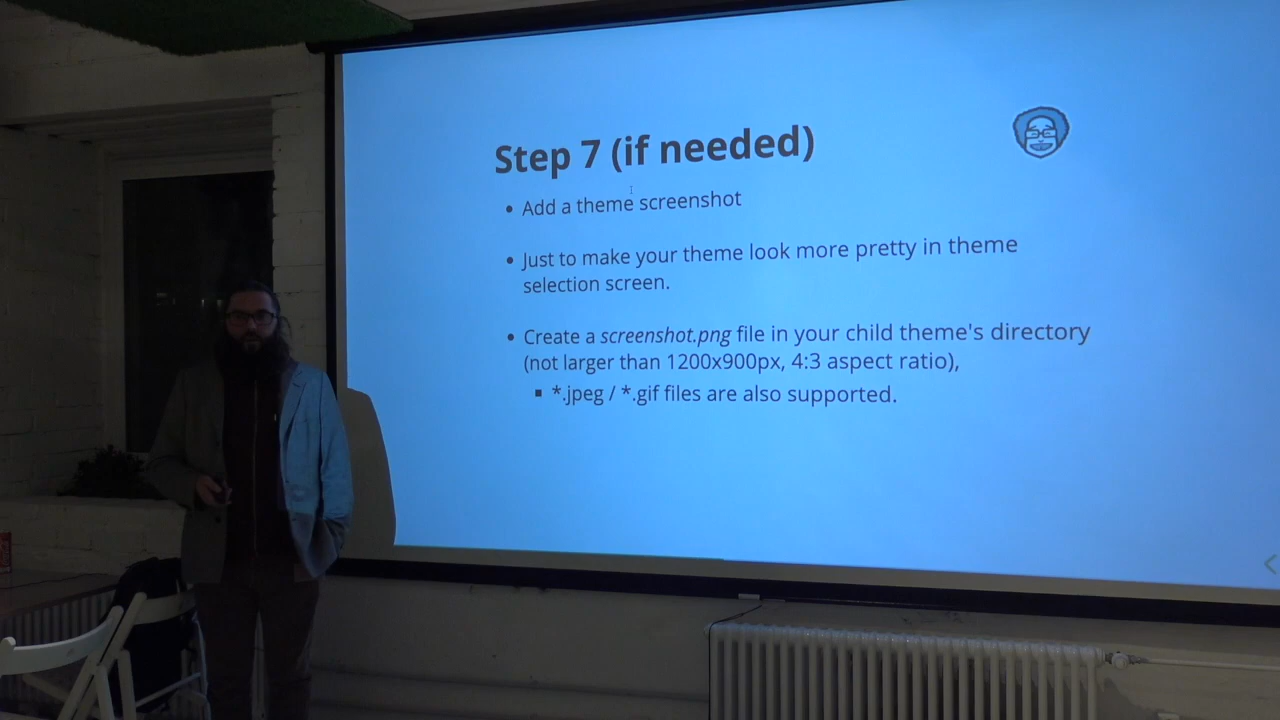 Step 7 (if needed)
• Add a theme screenshot
• Just to make your theme look more pretty in theme
selection screen.
• Create a screenshot.png file in your child theme's directory
(not larger than 1200x900px, 4:3 aspect ratio),
▪ *.jpeg / *.gif files are also supported.